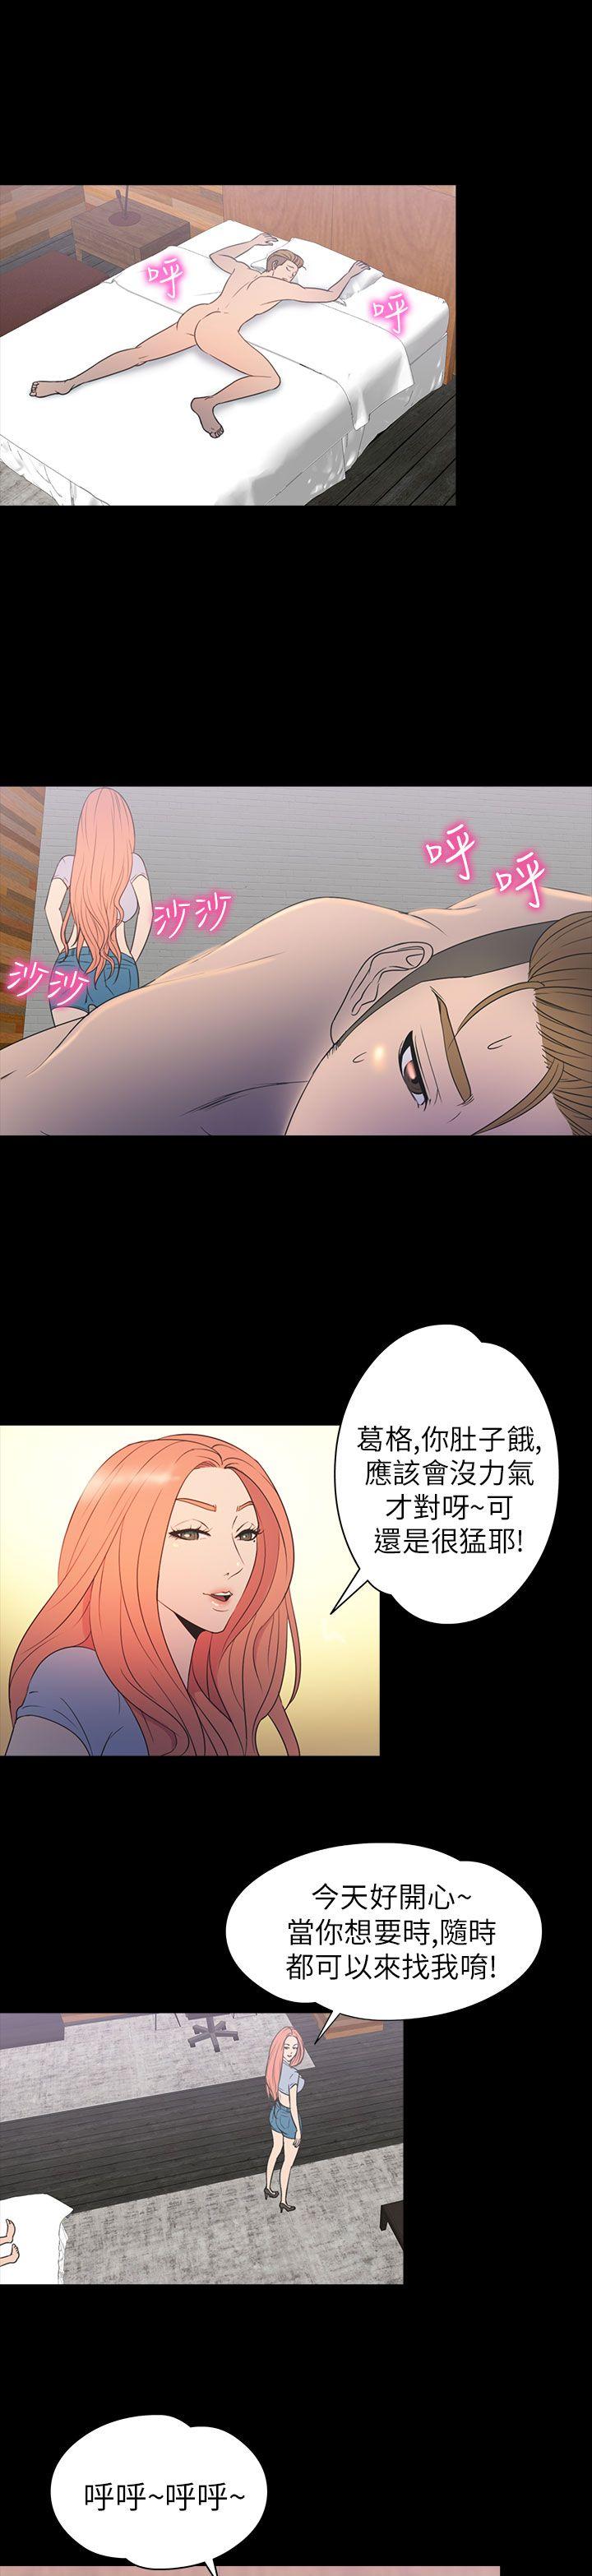 呼
呼
呼
呼
沙沙
沙沙
葛格,你肚子餓,
應該會沒力氣
才對呀~可
還是很猛耶!
今天好開心~
當你想要時,隨時
都可以來找我唷!
呼呼~呼呼~